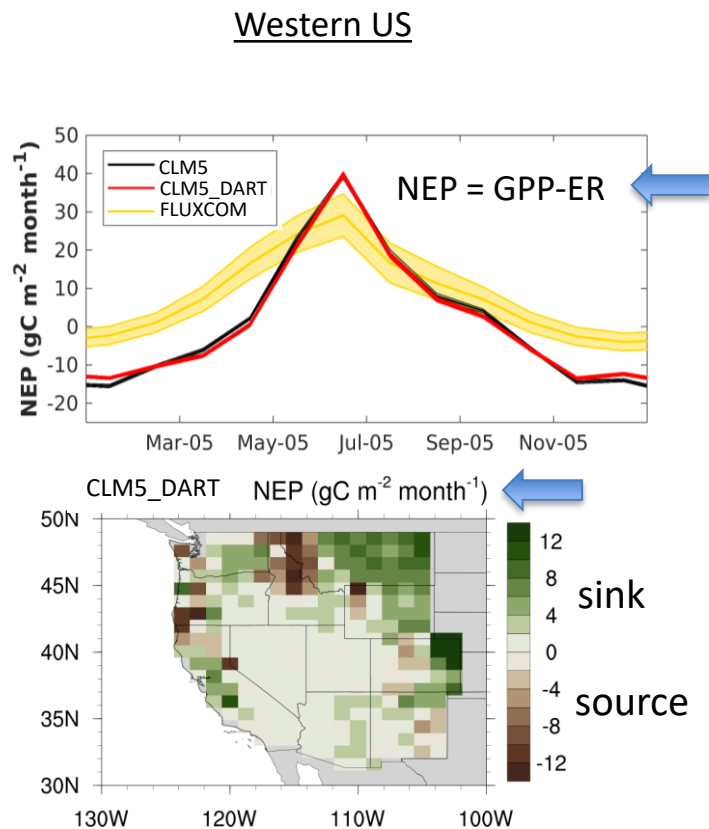 Western US
NEP (gC m-2 month-1)
50
40
30
20
10
0
-10
-20
CLM5
CLM5_DART
FLUXCOM
NEP = GPP-ER
Mar-05 May-05 Jul-05 Sep-05 Nov-05
CLM5_DART NEP (gC m-2 month-1)
50N
45N
40N
35N
30N
130W 120W 110W 100W
12
8
4
0
-4
-8
-12
sink
source